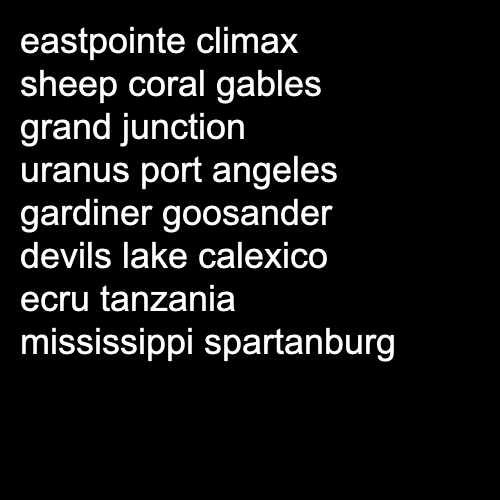 eastpointe climax
sheep coral gables
grand junction
uranus port angeles
gardiner goosander
devils lake calexico
ecru tanzania
mississippi spartanburg